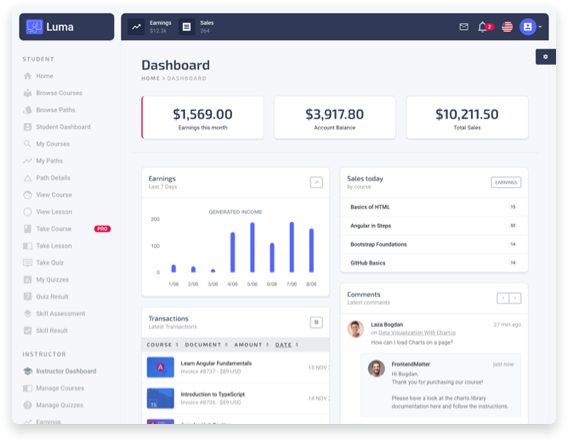 Luma
Earnings
$12.3k
Sales
264
2
STUDENT
Home
Browse Courses
Browse Paths
Student Dashboard
My Courses
My Paths
Path Details
View Course
View Lesson
Take Course PRO
Take Lesson
Take Quiz
My Quizzes
Quiz Result
Skill Assessment
Skill Result
INSTRUCTOR
Instructor Dashboard
Manage Courses
Manage Quizzes
Earnings
Dashboard
HOME > DASHBOARD
$1,569.00
Earnings this month
$3,917.80
Account Balance
$10,211.50
Total Sales
Earnings
Last 7 Days
GENERATED INCOME
200
100
0
1/06 2/06 3/06 4/06 5/06 6/06 7/06 8/06
Transactions
Latest Transactions
COURSE DOCUMENT AMOUNT DATE
Learn Angular Fundamentals
Invoice #8737 - $89 USD
15 NOV
Introduction to TypeScript
Invoice #8736 - $89 USD
14 NOV
TS
Sales today
by course
EARNINGS
Basics of HTML 15
Angular in Steps 50
Bootstrap Foundations 14
GitHub Basics 14
Comments
Latest comments
Laza Bogdan 27 min ago
on Data Visualization With Chart.js
How can I load Charts on a page?
FrontendMatter just now
Hi Bogdan,
Thank you for purchasing our course!
Please have a look at the charts library
documentation here and follow the instructions.